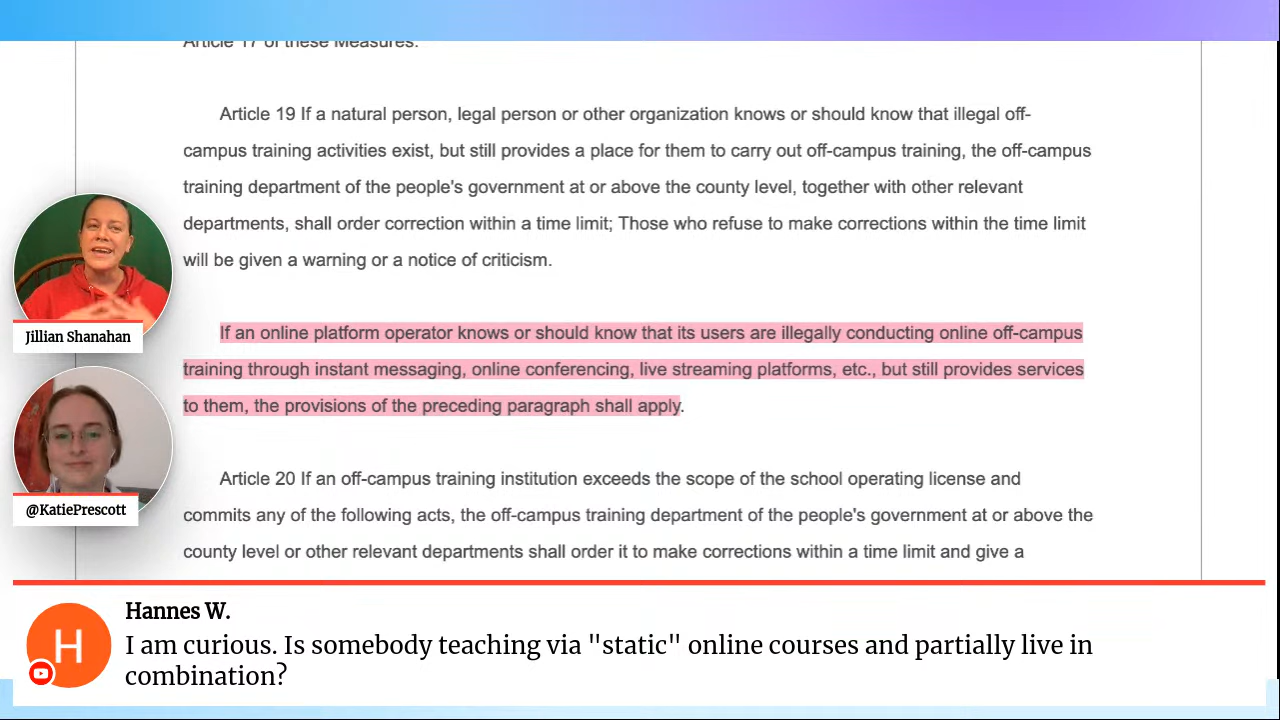 Article 17 of these Measures.
Article 19 If a natural person, legal person or other organization knows or should know that illegal off-
campus training activities exist, but still provides a place for them to carry out off-campus training, the off-campus
training department of the people's government at or above the county level, together with other relevant
departments, shall order correction within a time limit; Those who refuse to make corrections within the time limit
will be given a warning or a notice of criticism.
If an online platform operator knows or should know that its users are illegally conducting online off-campus
training through instant messaging, online conferencing, live streaming platforms, etc., but still provides services
to them, the provisions of the preceding paragraph shall apply.
Article 20 If an off-campus training institution exceeds the scope of the school operating license and
commits any of the following acts, the off-campus training department of the people's government at or above the
county level or other relevant departments shall order it to make corrections within a time limit and give a
Jillian Shanahan
@KatiePrescott
H
Hannes W.
I am curious. Is somebody teaching via "static" online courses and partially live in
combination?